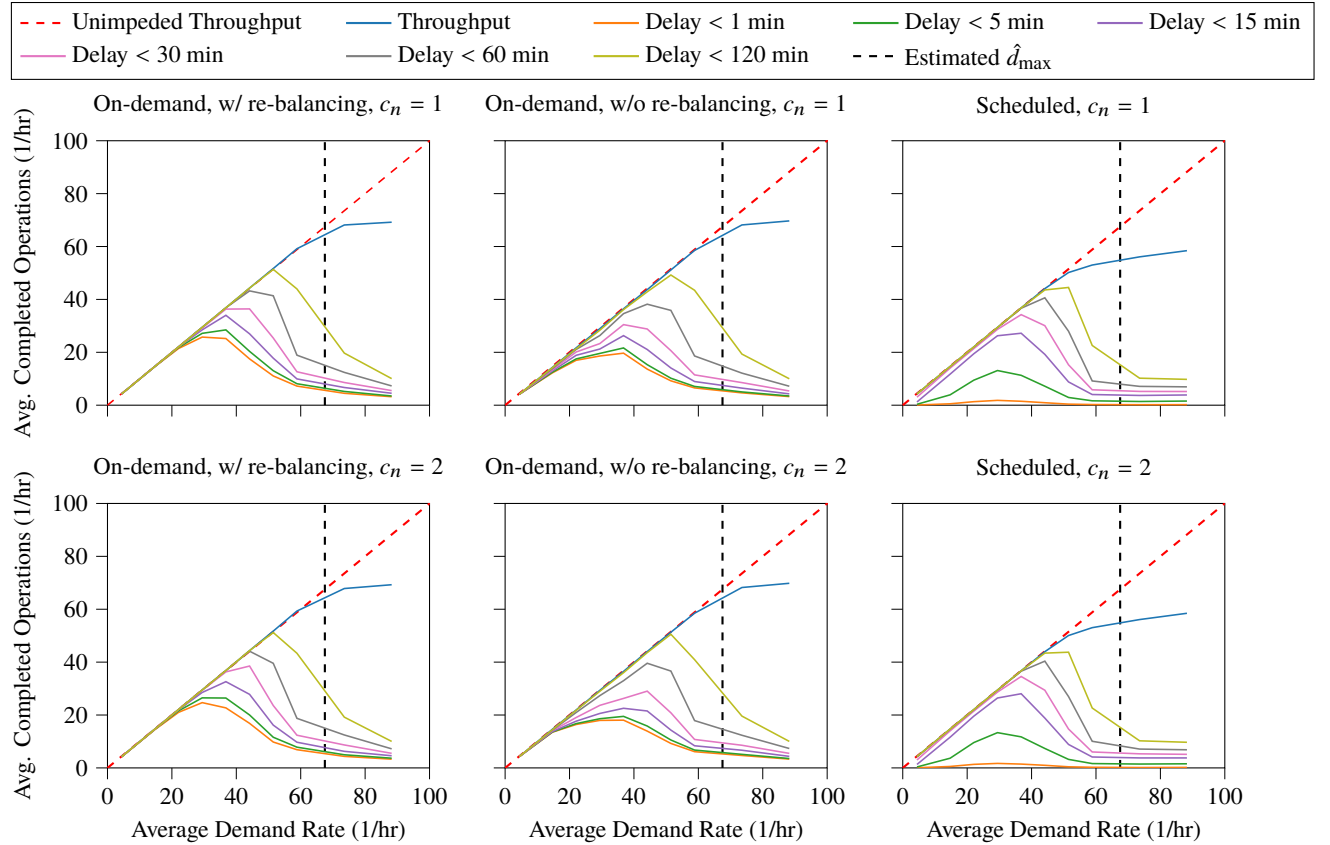 Unimpeded Throughput Throughput Delay < 1 min Delay < 5 min Delay < 15 min
Delay < 30 min Delay < 60 min Delay < 120 min Estimated d̂max
On-demand, w/ re-balancing, cn = 1 On-demand, w/o re-balancing, cn = 1 Scheduled, cn = 1
Avg. Completed Operations (1/hr)
100
80
60
40
20
0
On-demand, w/ re-balancing, cn = 2 On-demand, w/o re-balancing, cn = 2 Scheduled, cn = 2
Avg. Completed Operations (1/hr)
100
80
60
40
20
0
0 20 40 60 80 100 0 20 40 60 80 100 0 20 40 60 80 100
Average Demand Rate (1/hr) Average Demand Rate (1/hr) Average Demand Rate (1/hr)